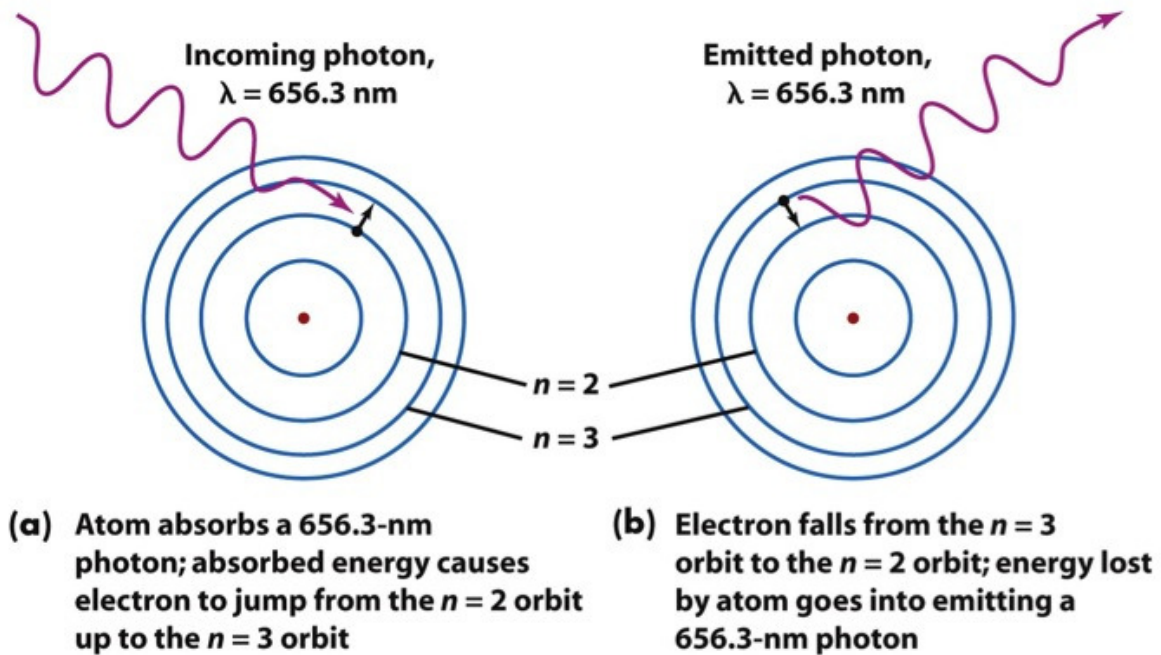 Incoming photon,
λ = 656.3 nm
Emitted photon,
λ = 656.3 nm
n = 2
n = 3
(a) Atom absorbs a 656.3-nm
photon; absorbed energy causes
electron to jump from the n = 2 orbit
up to the n = 3 orbit
(b) Electron falls from the n = 3
orbit to the n = 2 orbit; energy lost
by atom goes into emitting a
656.3-nm photon